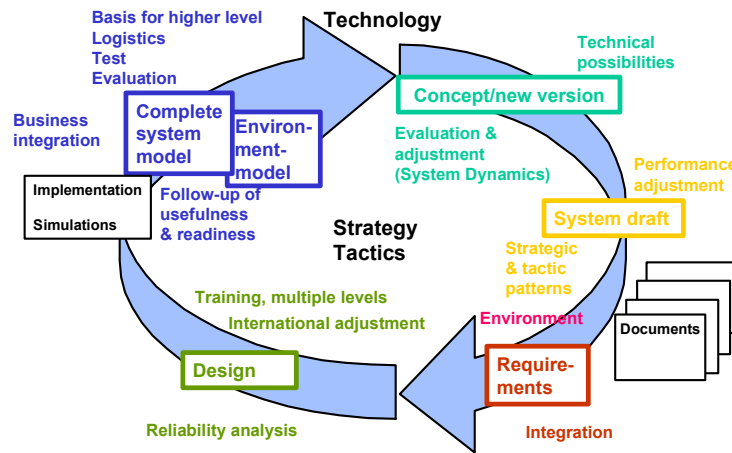 Technology
Basis for higher level
Logistics
Test
Evaluation
Technical
possibilities
Concept/new version
Complete
system
model
Environ-
ment-
model
Business
integration
Evaluation &
adjustment
(System Dynamics)
Performance
adjustment
Implementation
Simulations
Follow-up of
usefulness
& readiness
System draft
Strategy
Tactics
Strategic
& tactic
patterns
Training, multiple levels
International adjustment
Environment
Documents
Design
Require-
ments
Reliability analysis
Integration